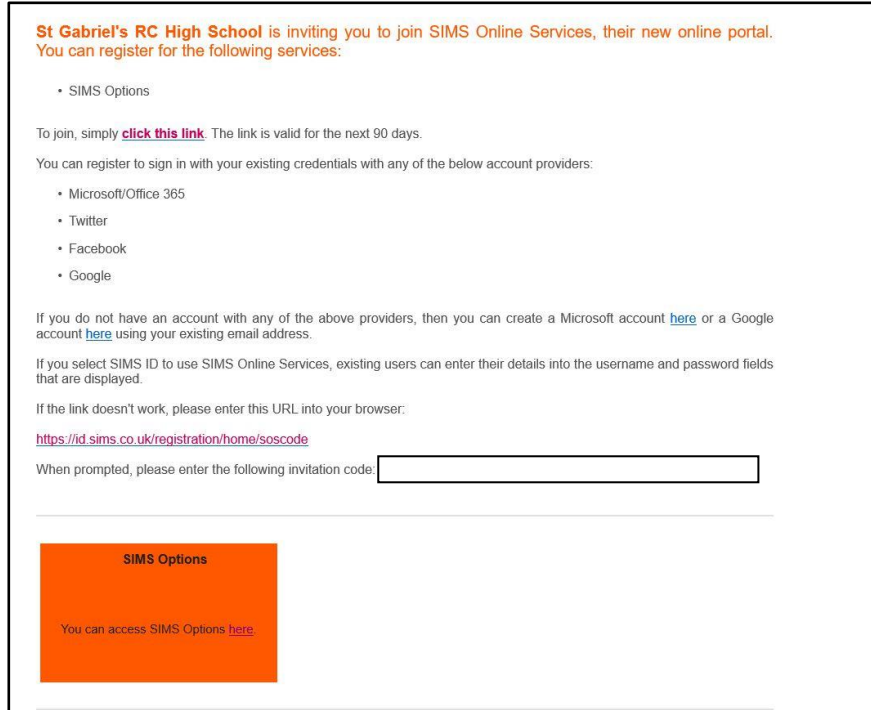 St Gabriel's RC High School is inviting you to join SIMS Online Services, their new online portal.
You can register for the following services:
• SIMS Options
To join, simply click this link. The link is valid for the next 90 days.
You can register to sign in with your existing credentials with any of the below account providers:
• Microsoft/Office 365
• Twitter
• Facebook
• Google
If you do not have an account with any of the above providers, then you can create a Microsoft account here or a Google
account here using your existing email address.
If you select SIMS ID to use SIMS Online Services, existing users can enter their details into the username and password fields
that are displayed.
If the link doesn't work, please enter this URL into your browser:
https://id.sims.co.uk/registration/home/soscode
When prompted, please enter the following invitation code:
SIMS Options
You can access SIMS Options here.